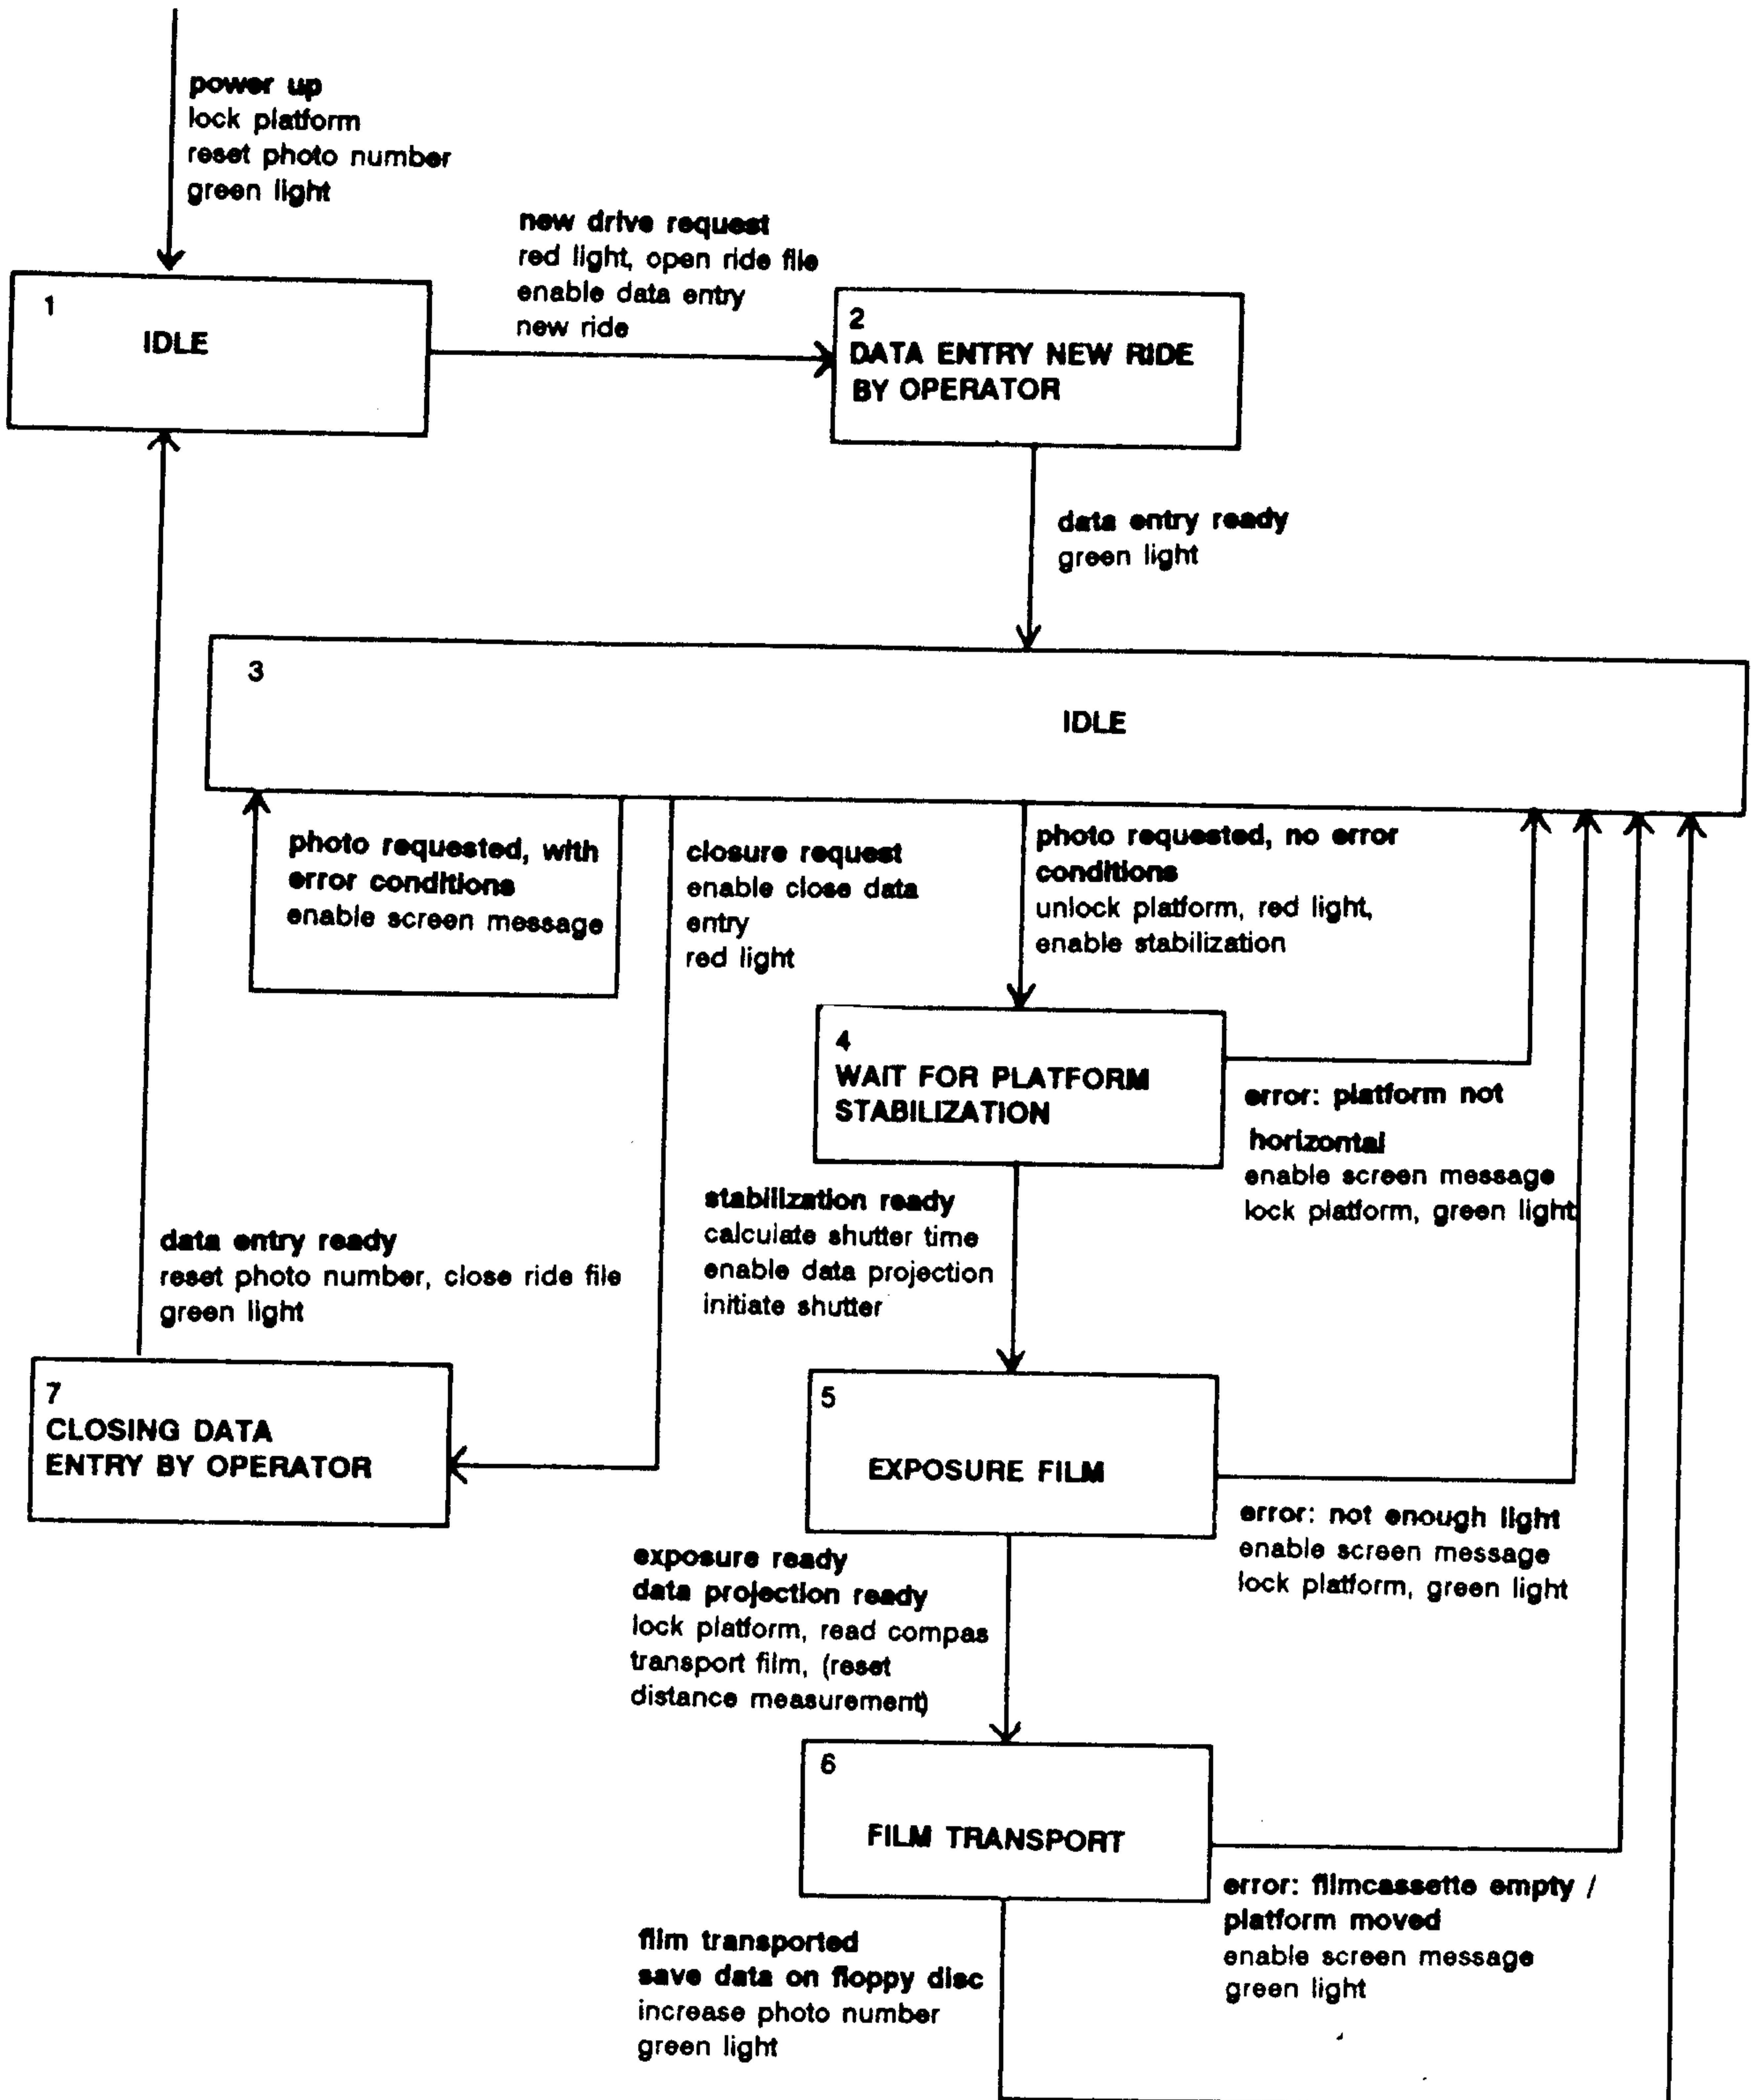 power up
lock platform
reset photo number
green light
new drive request
red light, open ride file
enable data entry
new ride
1
IDLE
2
DATA ENTRY NEW RIDE
BY OPERATOR
data entry ready
green light
3
IDLE
photo requested, with
error conditions
enable screen message
closure request
enable close data
entry
red light
photo requested, no error
conditions
unlock platform, red light,
enable stabilization
4
WAIT FOR PLATFORM
STABILIZATION
error: platform not
horizontal
enable screen message
lock platform, green light
stabilization ready
calculate shutter time
enable data projection
initiate shutter
data entry ready
reset photo number, close ride file
green light
7
CLOSING DATA
ENTRY BY OPERATOR
5
EXPOSURE FILM
error: not enough light
enable screen message
lock platform, green light
exposure ready
data projection ready
lock platform, read compas
transport film, (reset
distance measurement)
6
FILM TRANSPORT
error: filmcassette empty /
platform moved
enable screen message
green light
film transported
save data on floppy disc
increase photo number
green light